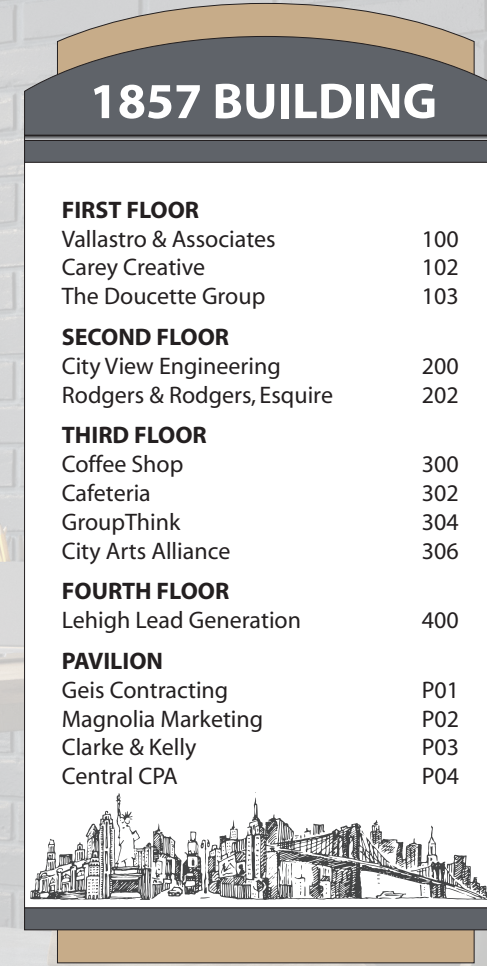 1857 BUILDING
FIRST FLOOR
Vallastro & Associates 100
Carey Creative 102
The Doucette Group 103
SECOND FLOOR
City View Engineering 200
Rodgers & Rodgers, Esquire 202
THIRD FLOOR
Coffee Shop 300
Cafeteria 302
GroupThink 304
City Arts Alliance 306
FOURTH FLOOR
Lehigh Lead Generation 400
PAVILION
Geis Contracting P01
Magnolia Marketing P02
Clarke & Kelly P03
Central CPA P04